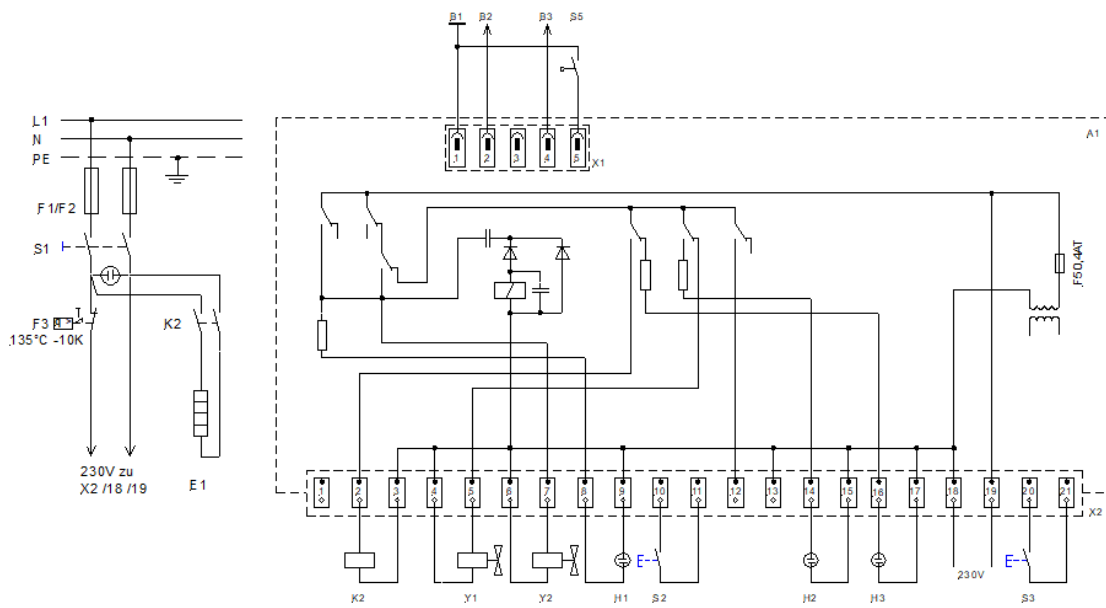 B1 B2 B3 S5
L1
A1
N
PE
1 2 3 4 5
X1
F1/F2
S1
F50,4AT
F3
135°C -10K
K2
230V zu
X2 /18 /19
E1
1 2 3 4 5 6 7 8 9 10 11 12 13 14 15 16 17 18 19 20 21
X2
230V
K2 Y1 Y2 H1 S2 H2 H3 S3